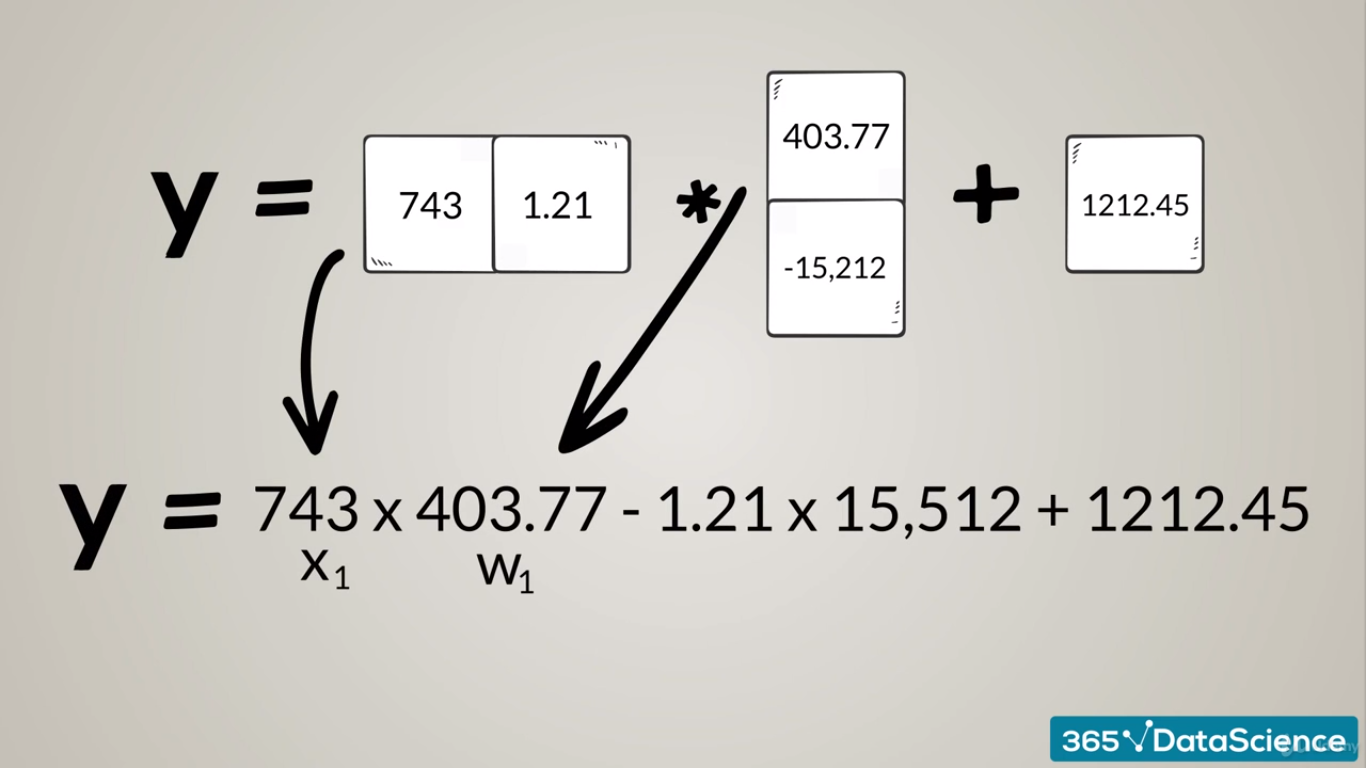 y = 743 1.21 * 403.77 -15,212 + 1212.45
y = 743 x 403.77 - 1.21 x 15,512 + 1212.45
x₁ w₁
365 DataScience